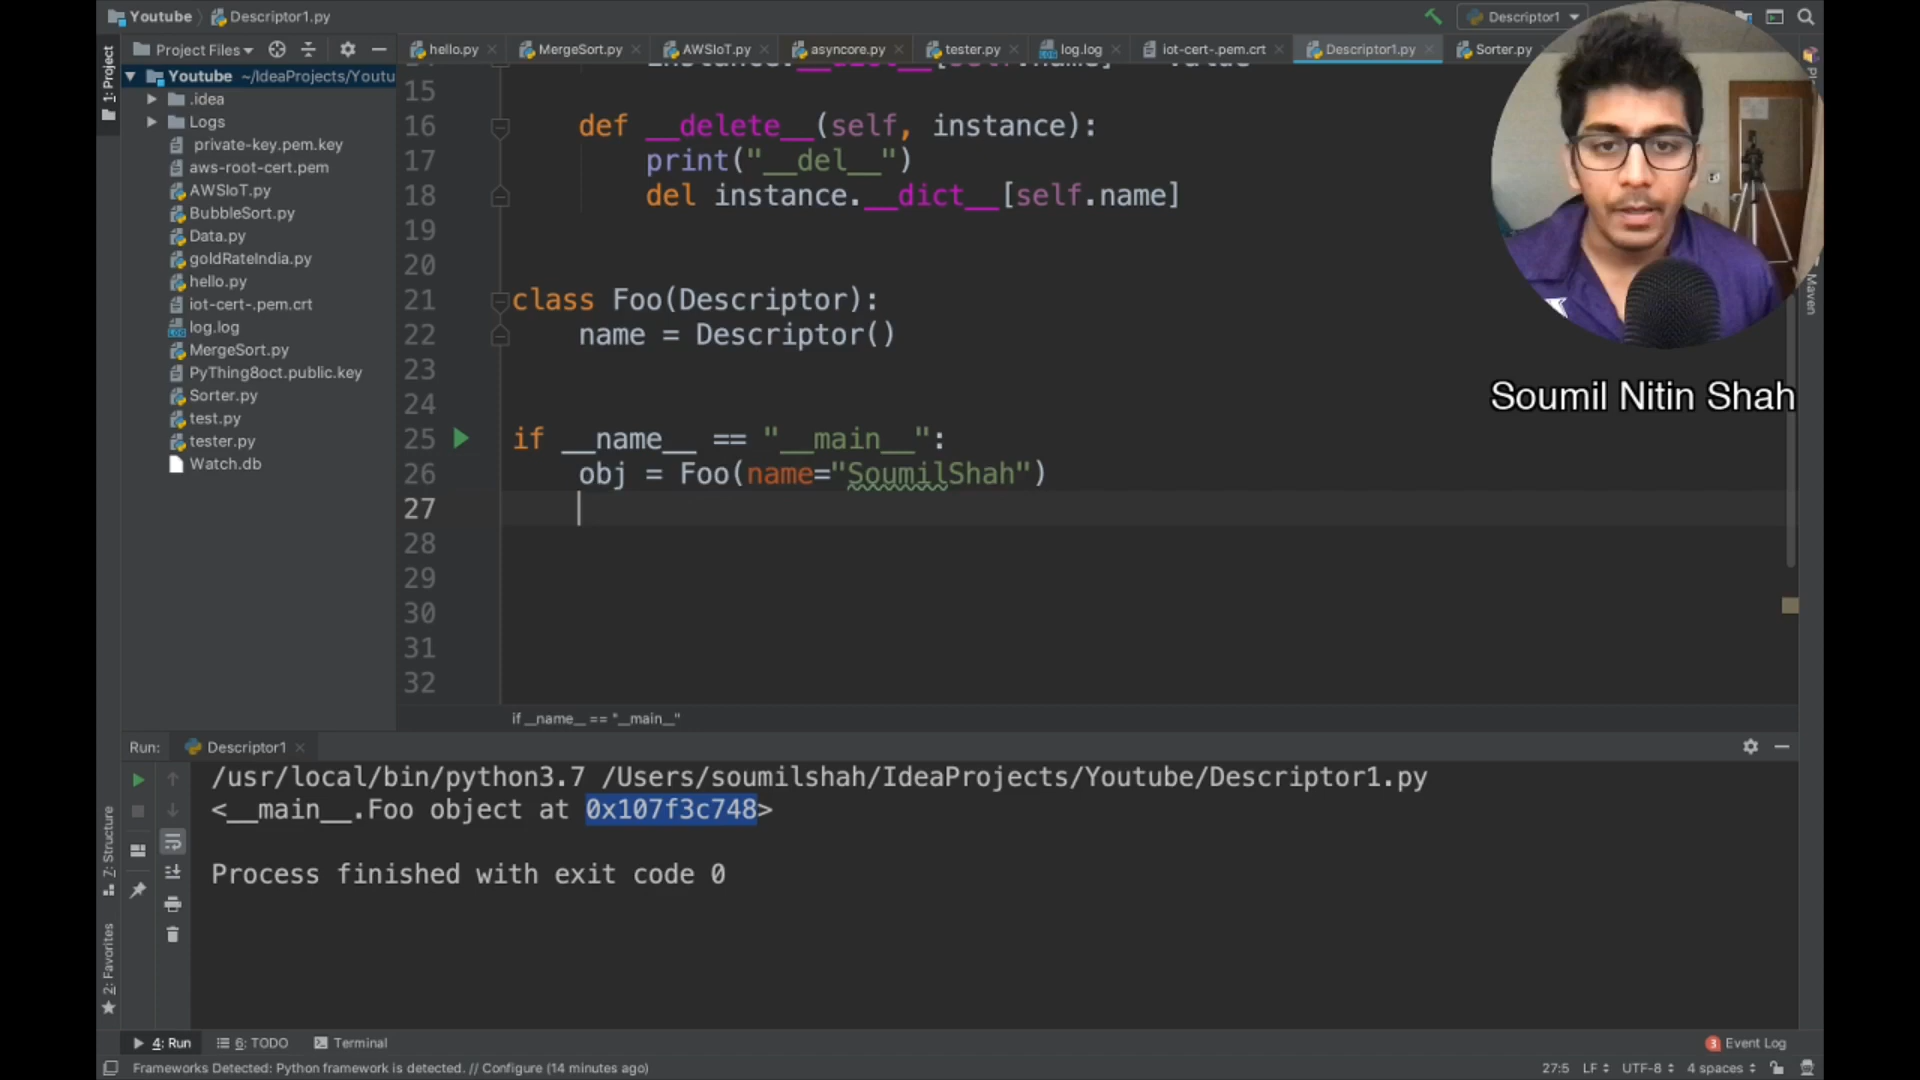 Youtube Descriptor1.py
Descriptor1
Project Files
hello.py MergeSort.py AWSIoT.py asyncore.py tester.py log.log iot-cert-.pem.crt Descriptor1.py Sorter.py
1: Project
Youtube ~/IdeaProjects/Youtu
.idea
Logs
private-key.pem.key
aws-root-cert.pem
AWSIoT.py
BubbleSort.py
Data.py
goldRateIndia.py
hello.py
iot-cert-.pem.crt
log.log
MergeSort.py
PyThing8oct.public.key
Sorter.py
test.py
tester.py
Watch.db
15
16 def __delete__(self, instance):
17 print("__del__")
18 del instance.__dict__[self.name]
19
20
21 class Foo(Descriptor):
22 name = Descriptor()
23
24
25 if __name__ == "__main__":
26 obj = Foo(name="SoumilShah")
27
28
29
30
31
32
if __name__ == "__main__"
Maven
Soumil Nitin Shah
Run: Descriptor1
/usr/local/bin/python3.7 /Users/soumilshah/IdeaProjects/Youtube/Descriptor1.py
<__main__.Foo object at 0x107f3c748>
Process finished with exit code 0
Z: Structure
2: Favorites
4: Run 6: TODO Terminal
3 Event Log
Frameworks Detected: Python framework is detected. // Configure (14 minutes ago)
27:5 LF UTF-8 4 spaces